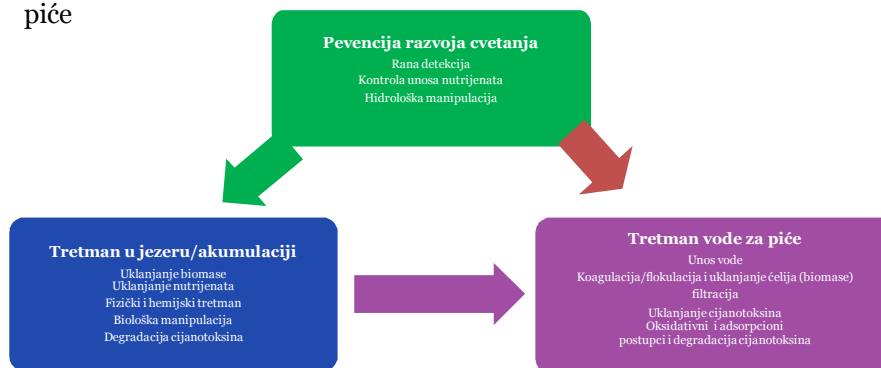 piće
Pevencija razvoja cvetanja
Rana detekcija
Kontrola unosa nutrijenata
Hidrološka manipulacija
Tretman u jezeru/akumulaciji
Uklanjanje biomase
Uklanjanje nutrijenata
Fizički i hemijski tretman
Biološka manipulacija
Degradacija cijanotoksina
Tretman vode za piće
Unos vode
Koagulacija/flokulacija i uklanjanje ćelija (biomase)
filtracija
Uklanjanje cijanotoksina
Oksidativni i adsorpcioni
postupci i degradacija cijanotoksina